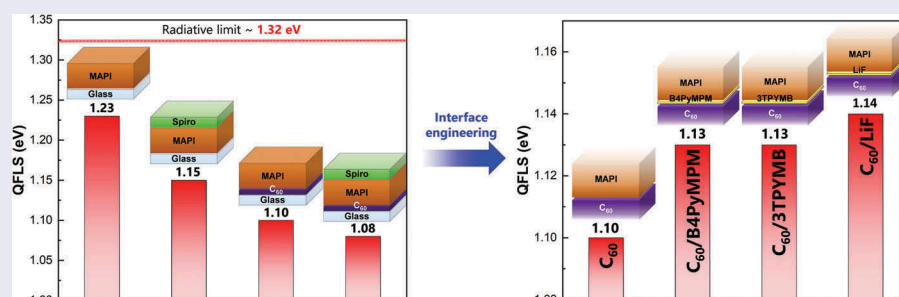 1.35
1.30
1.25
1.20
1.15
1.10
1.05
QFLS (eV)
Radiative limit ~ 1.32 eV
MAPI
Glass
1.23
Spiro
MAPI
Glass
1.15
MAPI
C₆₀
Glass
1.10
Spiro
MAPI
C₆₀
Glass
1.08
Interface
engineering
1.16
1.14
1.12
1.10
QFLS (eV)
MAPI
C₆₀
1.10
C₆₀
MAPI
B4PyMPM
C₆₀
1.13
C₆₀/B4PyMPM
MAPI
3TPYMB
C₆₀
1.13
C₆₀/3TPYMB
MAPI
LiF
C₆₀
1.14
C₆₀/LiF